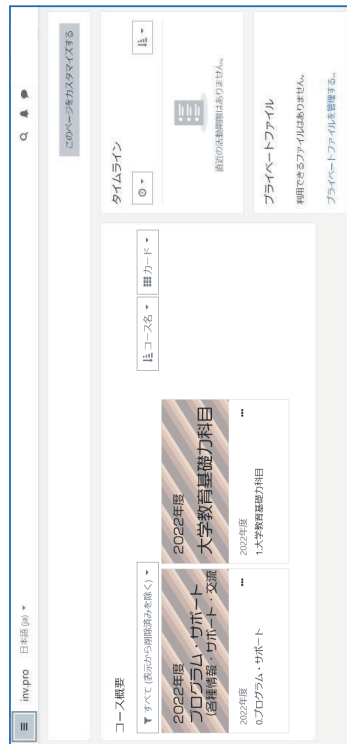 inv.pro 日本語 (ja)
このページをカスタマイズする
コース概要
すべて (表示から削除済みを除く)
コース名
カード
2022年度
プログラム・サポート
(各種情報・サポート・交流
2022年度
0.プログラム・サポート
2022年度
大学教育基礎力科目
2022年度
1.大学教育基礎力科目
タイムライン
直近の活動期限はありません。
プライベートファイル
利用できるファイルはありません。
プライベートファイルを管理する...